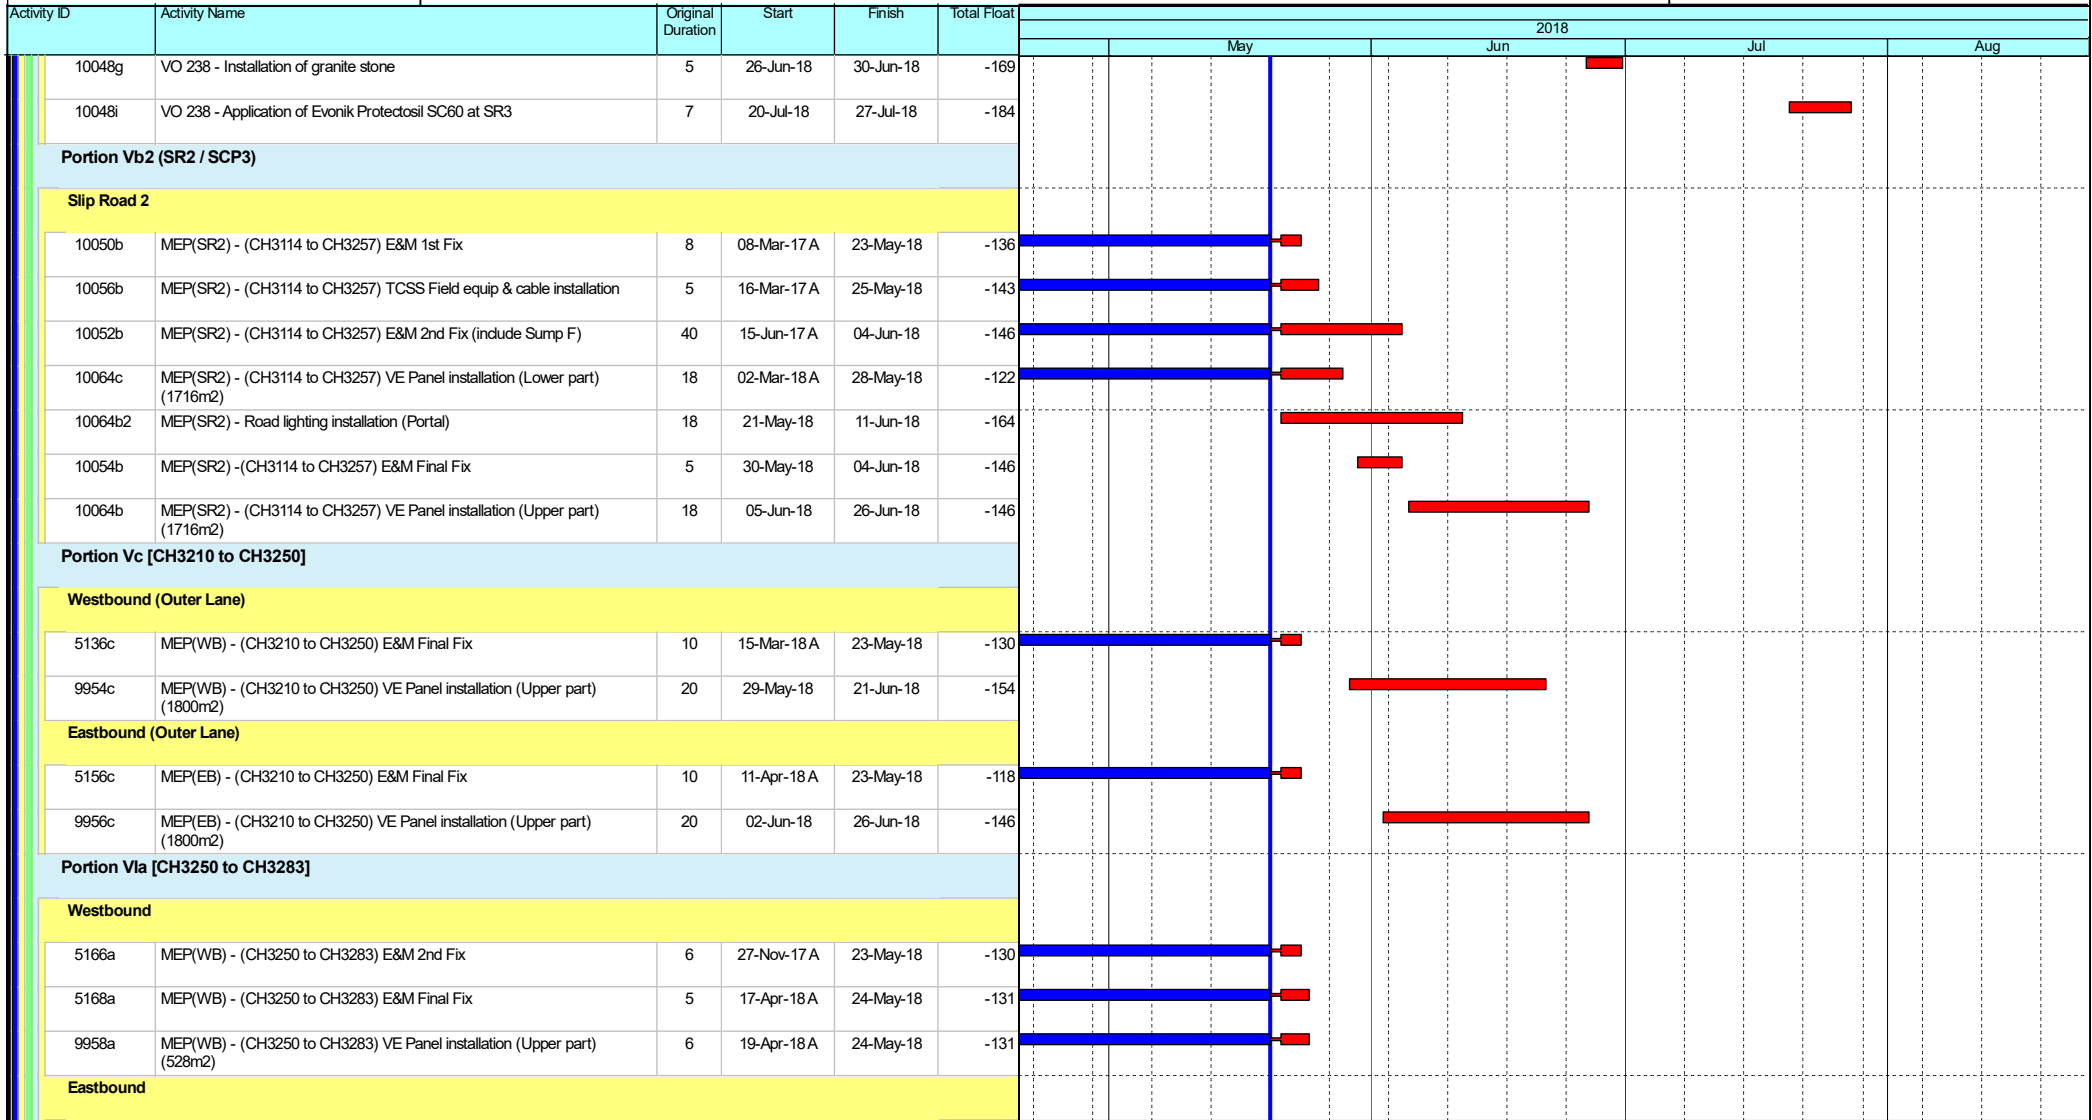 Activity ID Activity Name Original Duration Start Finish Total Float
2018
May Jun Jul Aug
10048g VO 238 - Installation of granite stone 5 26-Jun-18 30-Jun-18 -169
10048i VO 238 - Application of Evonik Protectosil SC60 at SR3 7 20-Jul-18 27-Jul-18 -184
Portion Vb2 (SR2 / SCP3)
Slip Road 2
10050b MEP(SR2) - (CH3114 to CH3257) E&M 1st Fix 8 08-Mar-17 A 23-May-18 -136
10056b MEP(SR2) - (CH3114 to CH3257) TCSS Field equip & cable installation 5 16-Mar-17 A 25-May-18 -143
10052b MEP(SR2) - (CH3114 to CH3257) E&M 2nd Fix (include Sump F) 40 15-Jun-17 A 04-Jun-18 -146
10064c MEP(SR2) - (CH3114 to CH3257) VE Panel installation (Lower part) 18 02-Mar-18 A 28-May-18 -122
(1716m2)
10064b2 MEP(SR2) - Road lighting installation (Portal) 18 21-May-18 11-Jun-18 -164
10054b MEP(SR2) -(CH3114 to CH3257) E&M Final Fix 5 30-May-18 04-Jun-18 -146
10064b MEP(SR2) - (CH3114 to CH3257) VE Panel installation (Upper part) 18 05-Jun-18 26-Jun-18 -146
(1716m2)
Portion Vc [CH3210 to CH3250]
Westbound (Outer Lane)
5136c MEP(WB) - (CH3210 to CH3250) E&M Final Fix 10 15-Mar-18 A 23-May-18 -130
9954c MEP(WB) - (CH3210 to CH3250) VE Panel installation (Upper part) 20 29-May-18 21-Jun-18 -154
(1800m2)
Eastbound (Outer Lane)
5156c MEP(EB) - (CH3210 to CH3250) E&M Final Fix 10 11-Apr-18 A 23-May-18 -118
9956c MEP(EB) - (CH3210 to CH3250) VE Panel installation (Upper part) 20 02-Jun-18 26-Jun-18 -146
(1800m2)
Portion VIa [CH3250 to CH3283]
Westbound
5166a MEP(WB) - (CH3250 to CH3283) E&M 2nd Fix 6 27-Nov-17 A 23-May-18 -130
5168a MEP(WB) - (CH3250 to CH3283) E&M Final Fix 5 17-Apr-18 A 24-May-18 -131
9958a MEP(WB) - (CH3250 to CH3283) VE Panel installation (Upper part) 6 19-Apr-18 A 24-May-18 -131
(528m2)
Eastbound